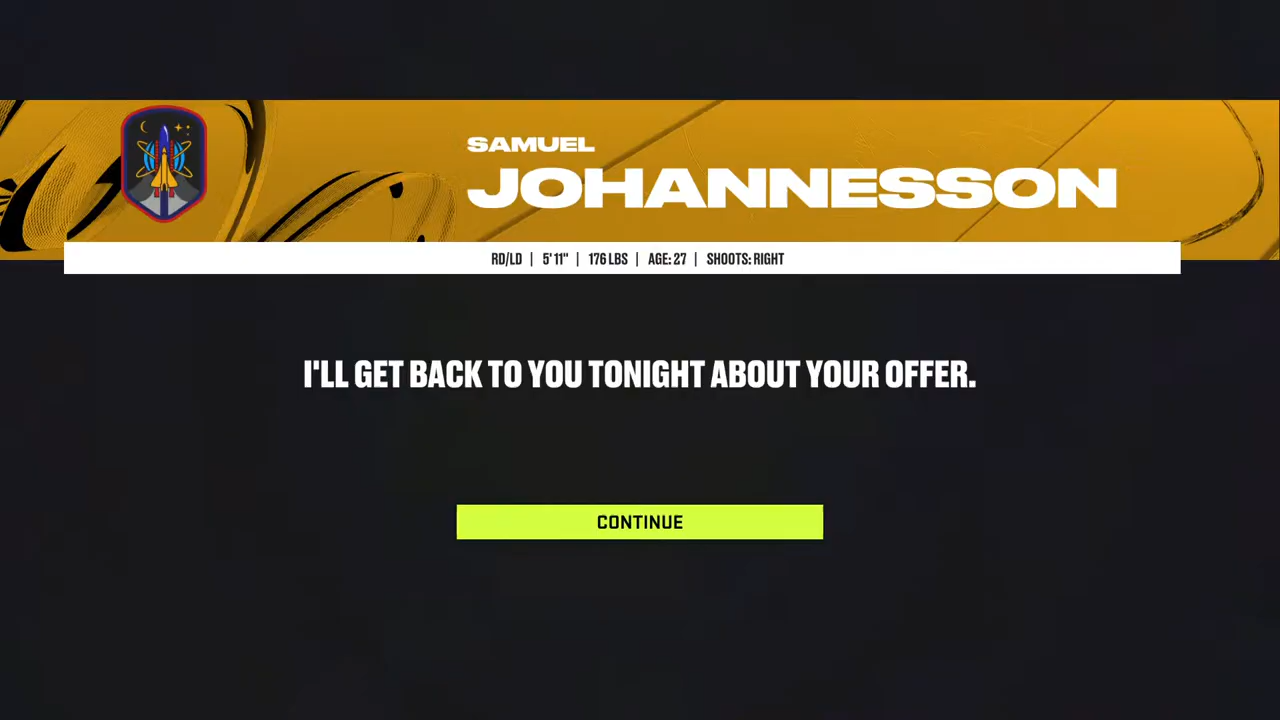 SAMUEL
JOHANNESSON
RD/LD | 5' 11" | 176 LBS | AGE: 27 | SHOOTS: RIGHT
I'LL GET BACK TO YOU TONIGHT ABOUT YOUR OFFER.
CONTINUE